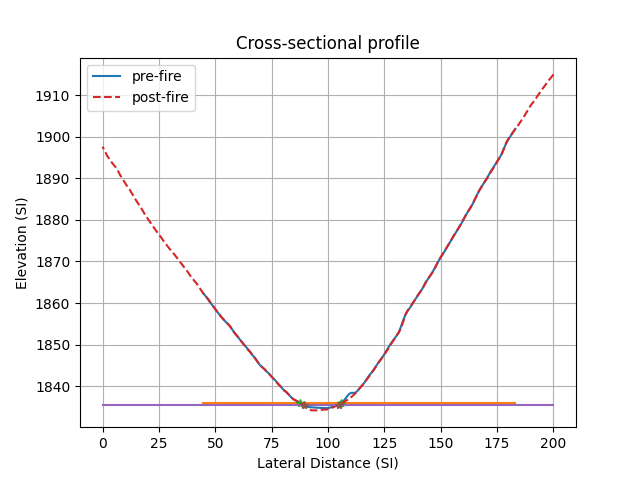 Cross-sectional profile
pre-fire
post-fire
1910
1900
1890
1880
1870
1860
1850
1840
Elevation (SI)
0 25 50 75 100 125 150 175 200
Lateral Distance (SI)